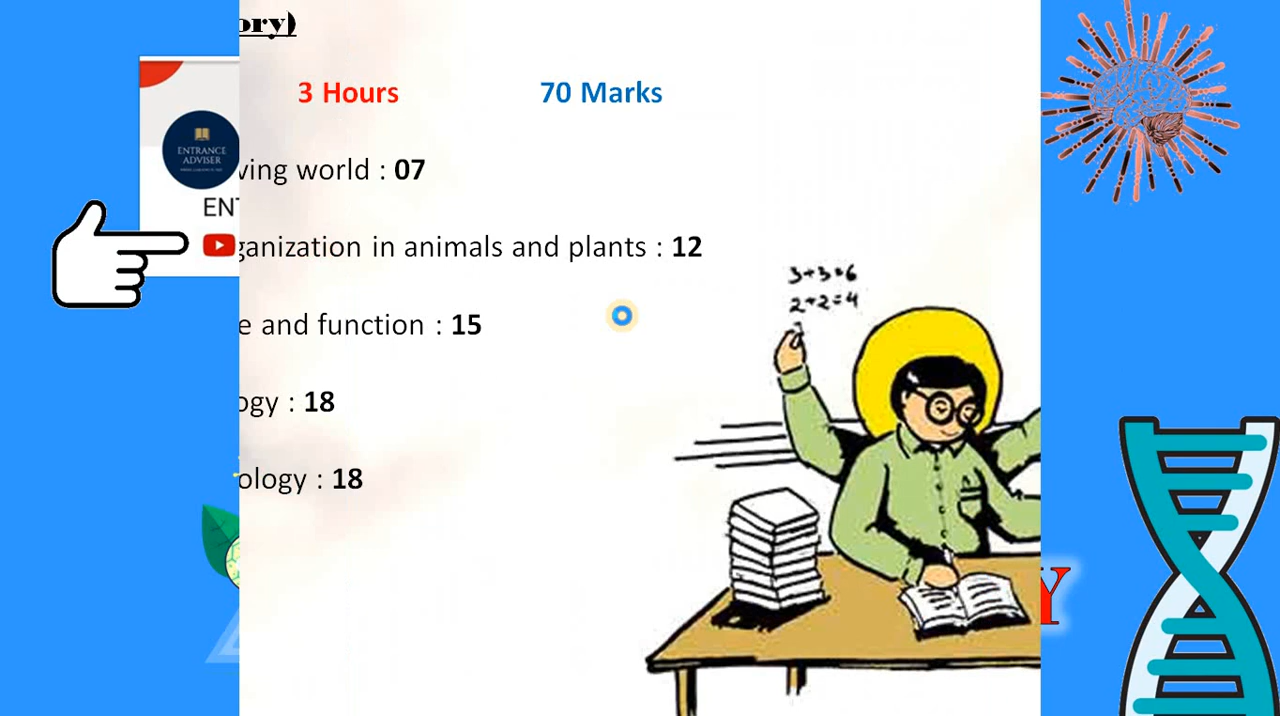 ory)
3 Hours 70 Marks
ENTRANCE
ADVISER
ving world : 07
ENT
ganization in animals and plants : 12
3+3=6
2+2=4
e and function : 15
ogy : 18
ology : 18
Y